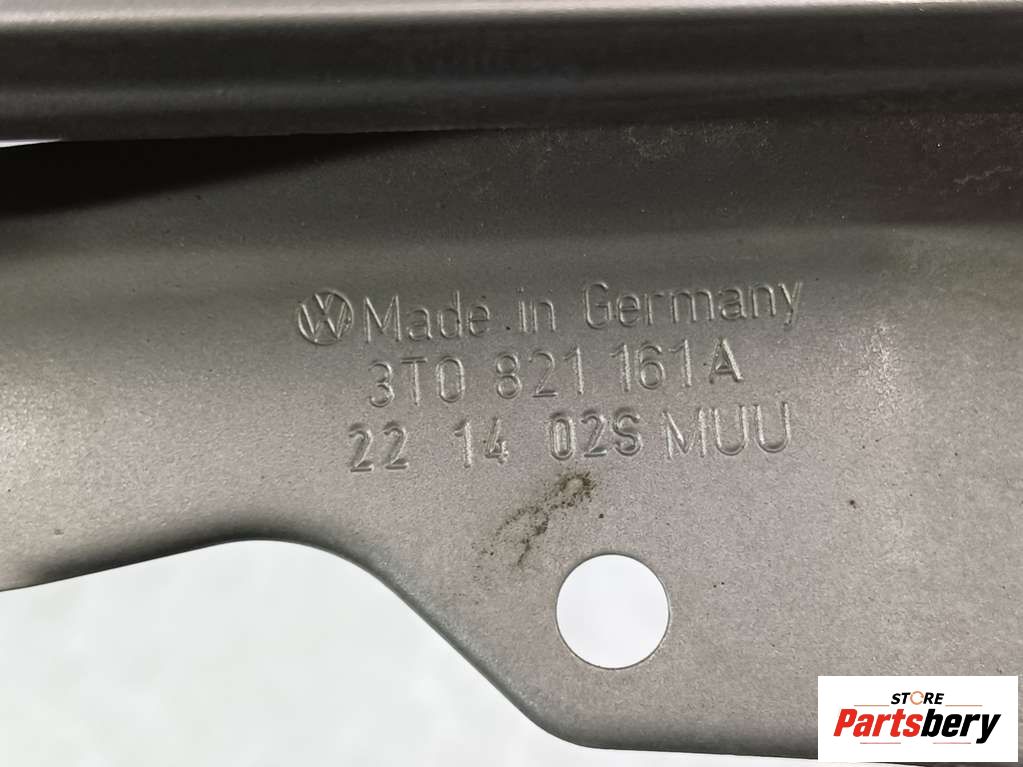 Made in Germany
3T0 821 161A
22 14 02S MUU
STORE
Partsbery